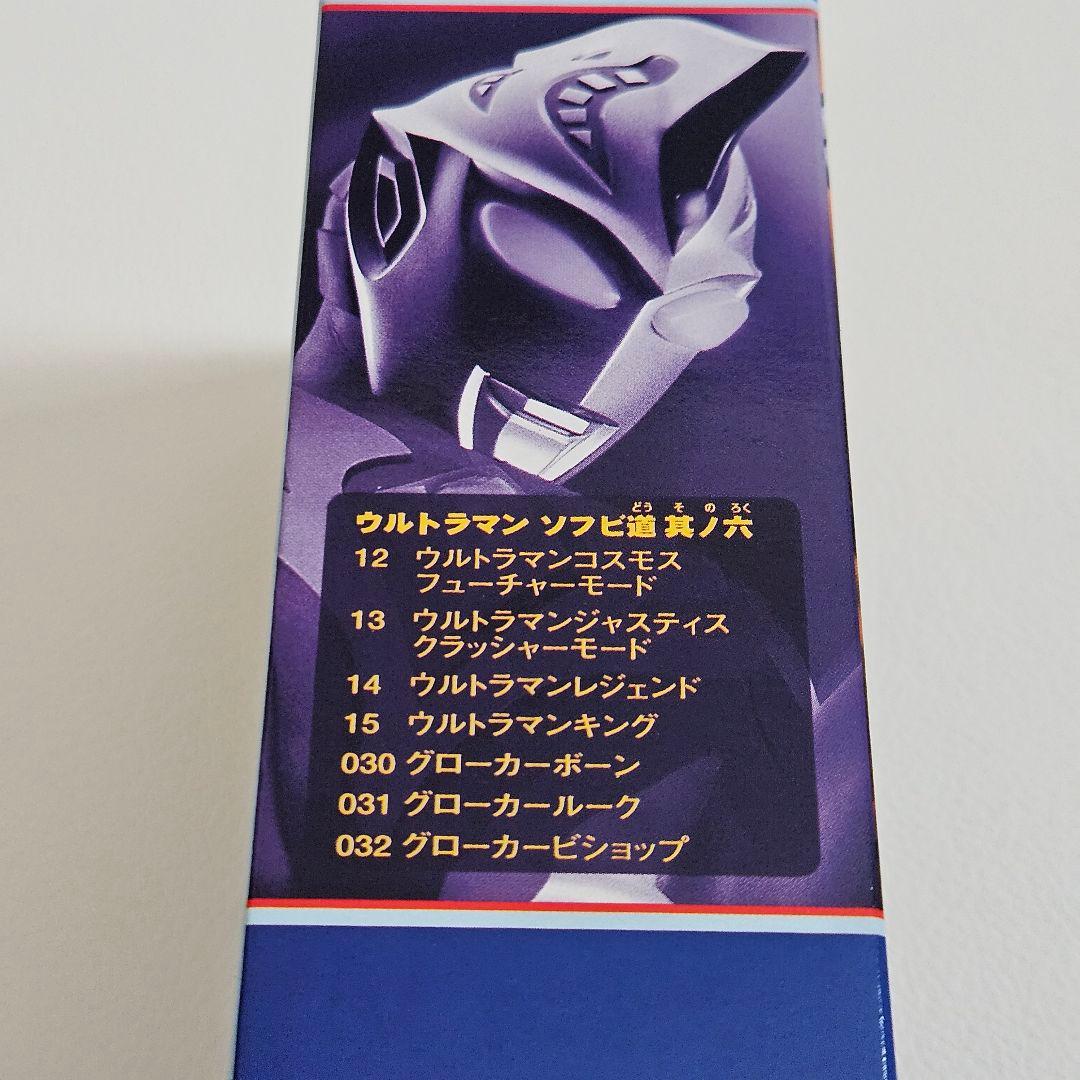 ウルトラマン ソフビ道 其ノ六
どう その ろく
12 ウルトラマンコスモス
フューチャーモード
13 ウルトラマンジャスティス
クラッシャーモード
14 ウルトラマンレジェンド
15 ウルトラマンキング
030 グローカーボーン
031 グローカールーク
032 グローカービショップ